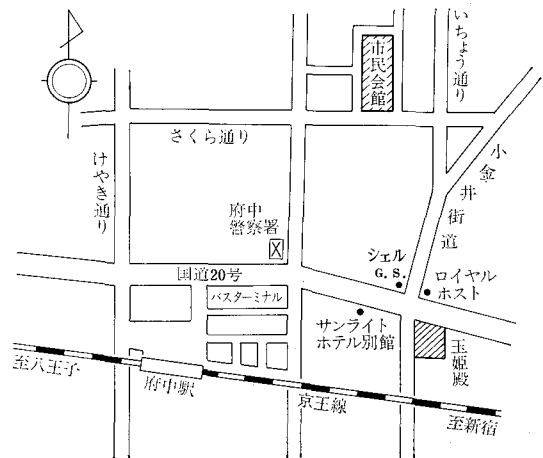 いちょう通り
市民会館
さくら通り
けやき通り
小金井街道
府中
警察署
シェル
G.S.
ロイヤル
ホスト
国道20号
バスターミナル
サンライト
ホテル別館
玉姫殿
至八王子
府中駅
京王線
至新宿